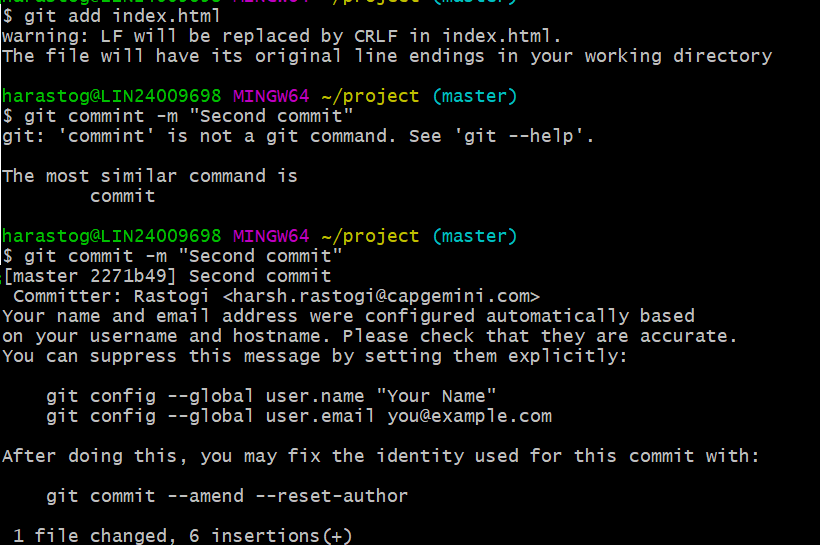 $ git add index.html
warning: LF will be replaced by CRLF in index.html.
The file will have its original line endings in your working directory
harastog@LIN24009698 MINGW64 ~/project (master)
$ git commint -m "Second commit"
git: 'commint' is not a git command. See 'git --help'.
The most similar command is
commit
harastog@LIN24009698 MINGW64 ~/project (master)
$ git commit -m "Second commit"
[master 2271b49] Second commit
Committer: Rastogi <harsh.rastogi@capgemini.com>
Your name and email address were configured automatically based
on your username and hostname. Please check that they are accurate.
You can suppress this message by setting them explicitly:
git config --global user.name "Your Name"
git config --global user.email you@example.com
After doing this, you may fix the identity used for this commit with:
git commit --amend --reset-author
1 file changed, 6 insertions(+)